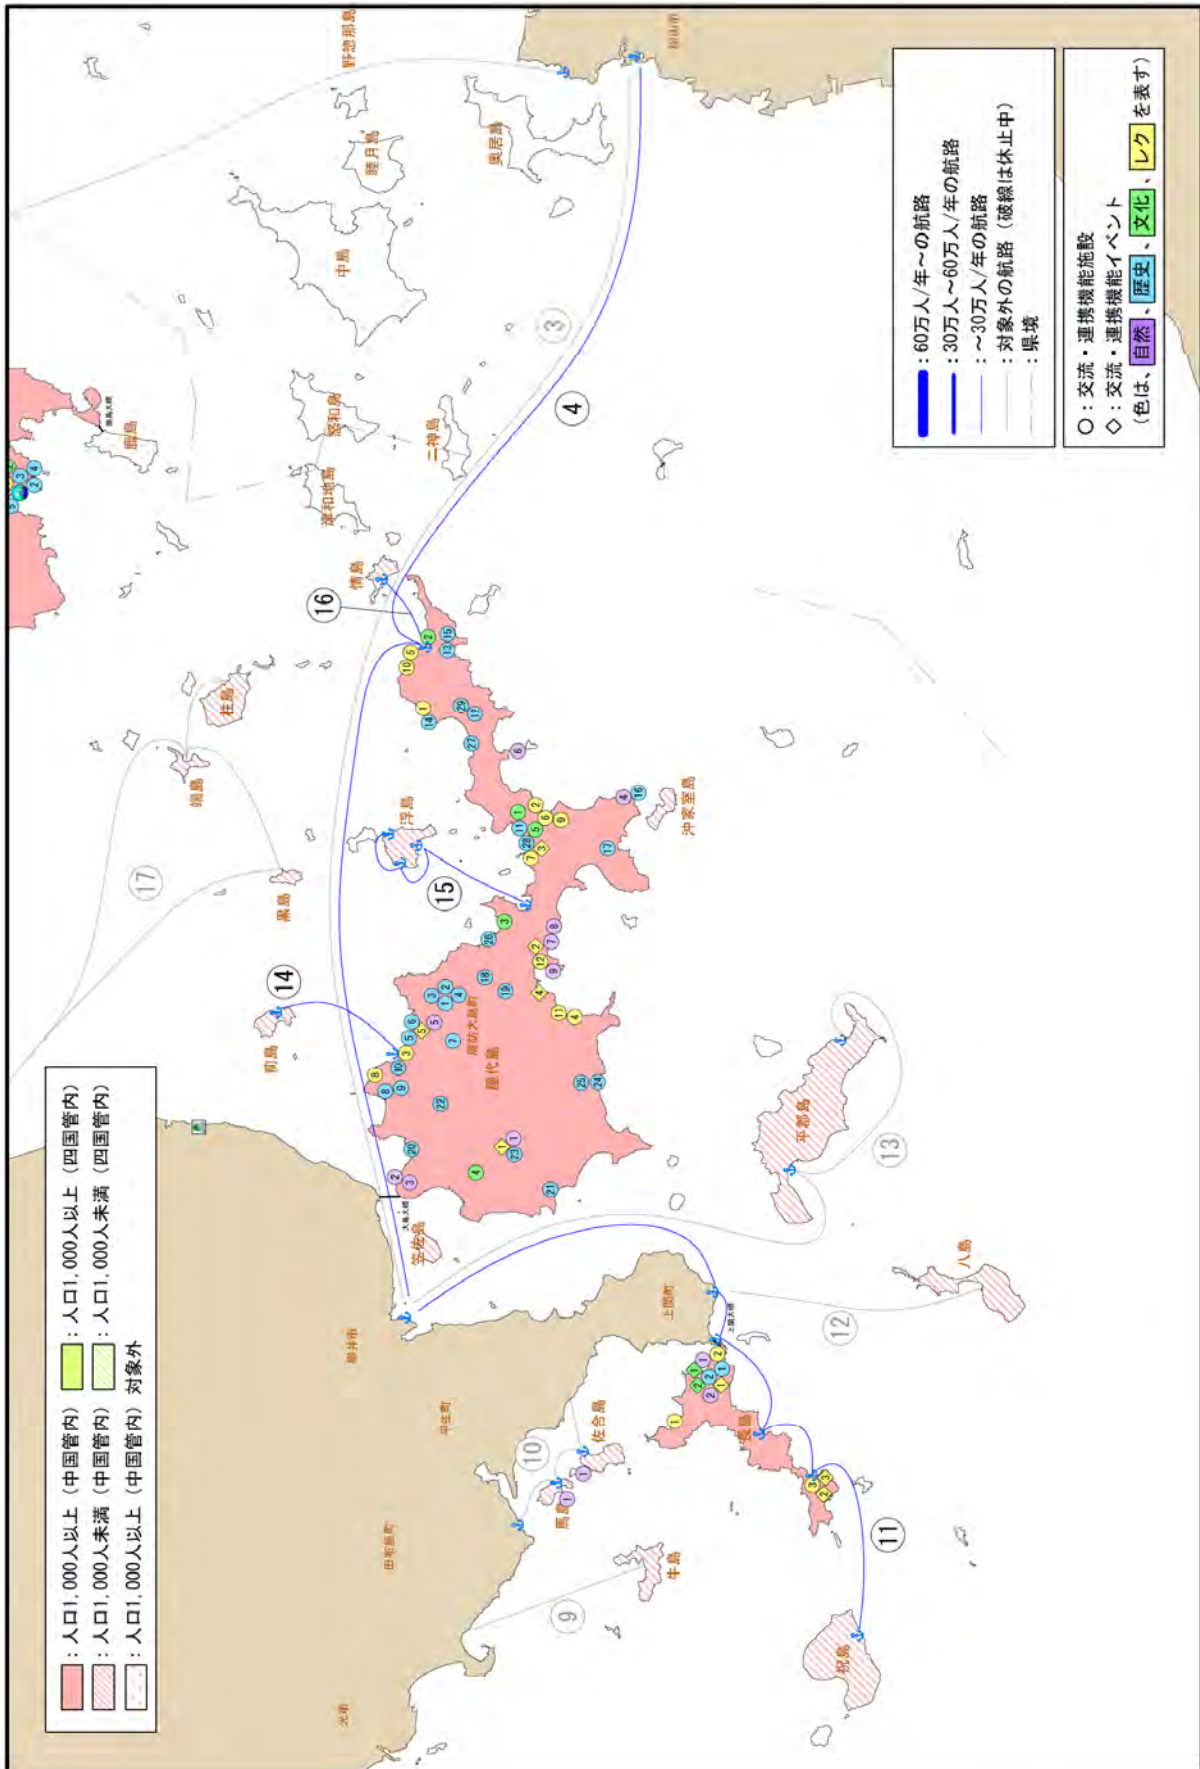 ：人口1,000人以上（中国管内）
：人口1,000人以上（四国管内）
：人口1,000人未満（中国管内）
：人口1,000人未満（四国管内）
：人口1,000人以上（中国管内）対象外
：60万人/年～の航路
：30万人～60万人/年の航路
：～30万人/年の航路
：対象外の航路（破線は休止中）
：県境
○：交流・連携機能施設
◇：交流・連携機能イベント
（色は、自然、歴史、文化、レクを表す）
野惣那島
睦月島
中島
興居島
怒和島
津和地島
二神島
情島
柱島
端島
黒島
前島
浮島
沖家室島
周防大島町
屋代島
大島大橋
笠佐島
平郡島
八島
上関町
上関大橋
長島
祝島
佐合島
馬島
牛島
柳井市
平生町
田布施町
光市
③
④
⑨
⑩
⑪
⑫
⑬
⑭
⑮
⑯
⑰